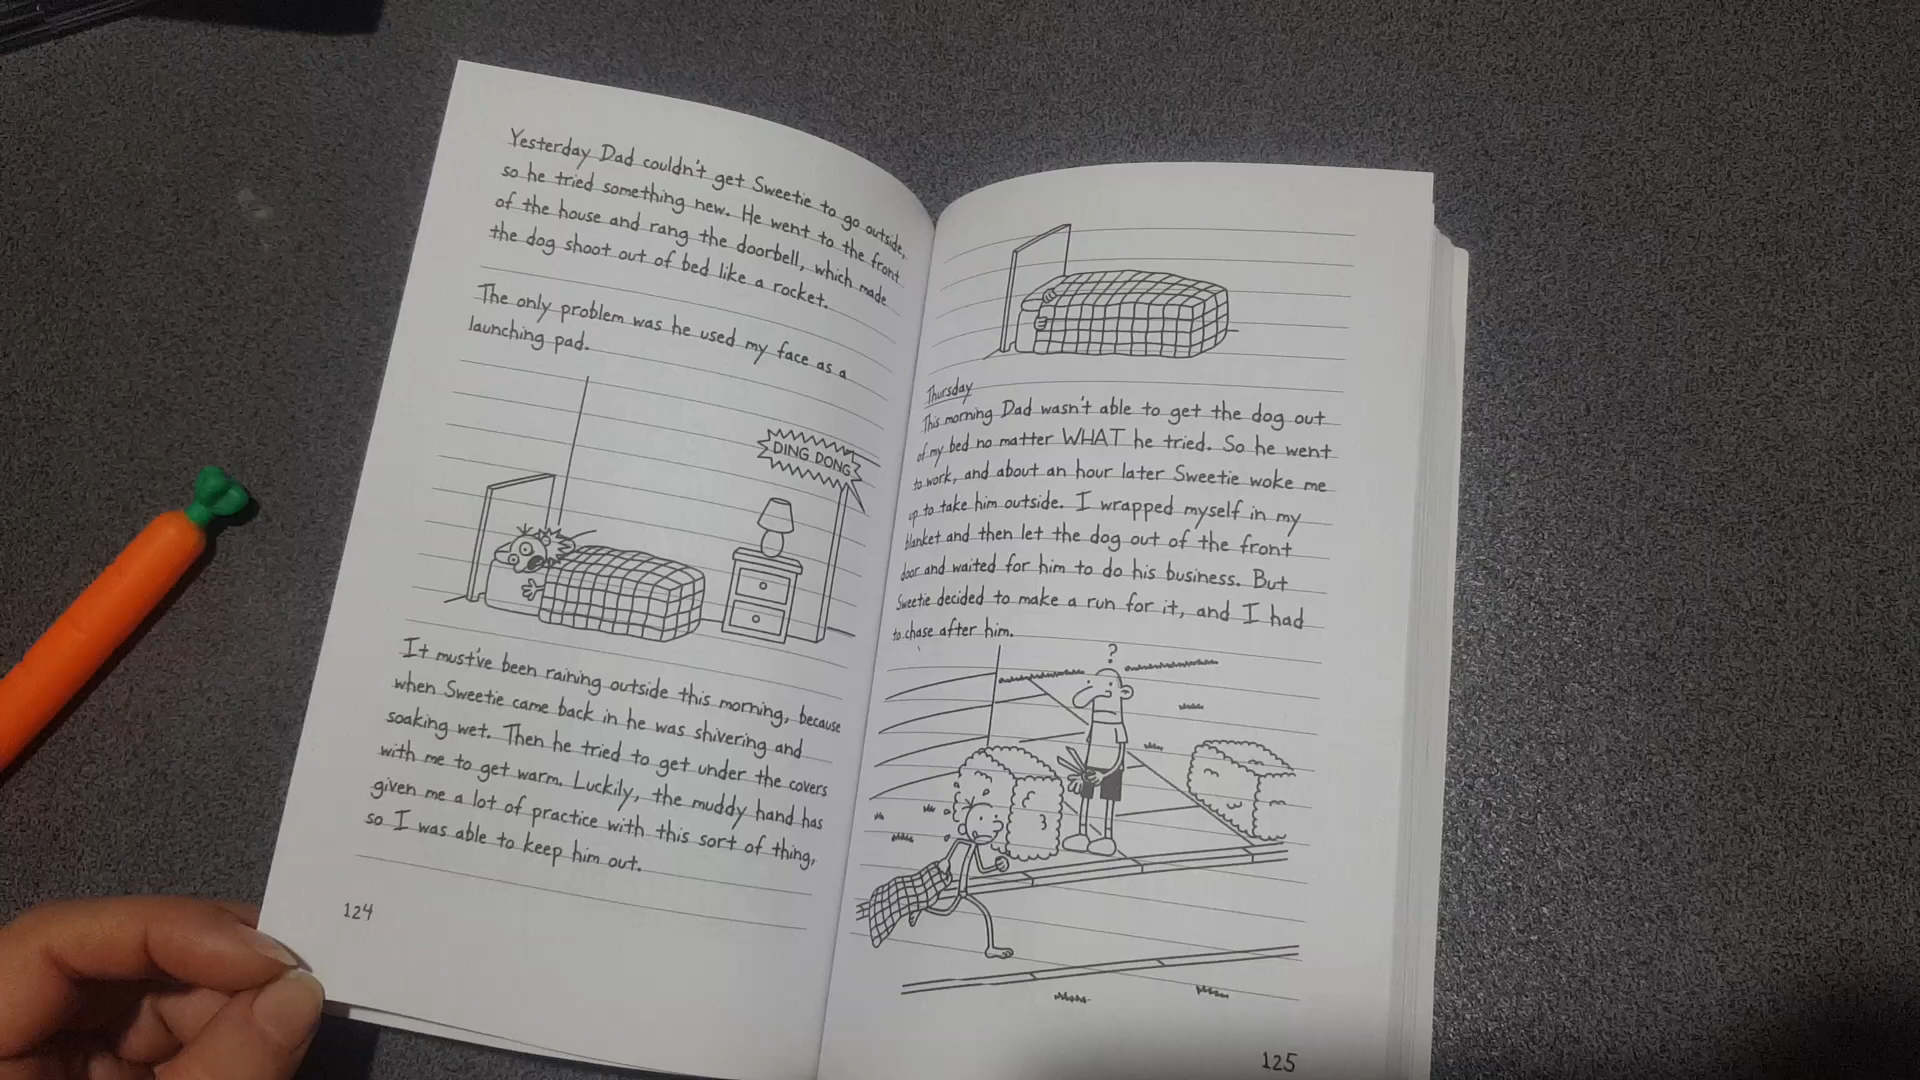 Yesterday Dad couldn't get Sweetie to go outside,
so he tried something new. He went to the front
of the house and rang the doorbell, which made
the dog shoot out of bed like a rocket.
The only problem was he used my face as a
launching pad.
DING DONG
It must've been raining outside this morning, because
when Sweetie came back in he was shivering and
soaking wet. Then he tried to get under the covers
with me to get warm. Luckily, the muddy hand has
given me a lot of practice with this sort of thing,
so I was able to keep him out.
124
Thursday
This morning Dad wasn't able to get the dog out
of my bed no matter WHAT he tried. So he went
to work, and about an hour later Sweetie woke me
up to take him outside. I wrapped myself in my
blanket and then let the dog out of the front
door and waited for him to do his business. But
Sweetie decided to make a run for it, and I had
to chase after him.
?
125